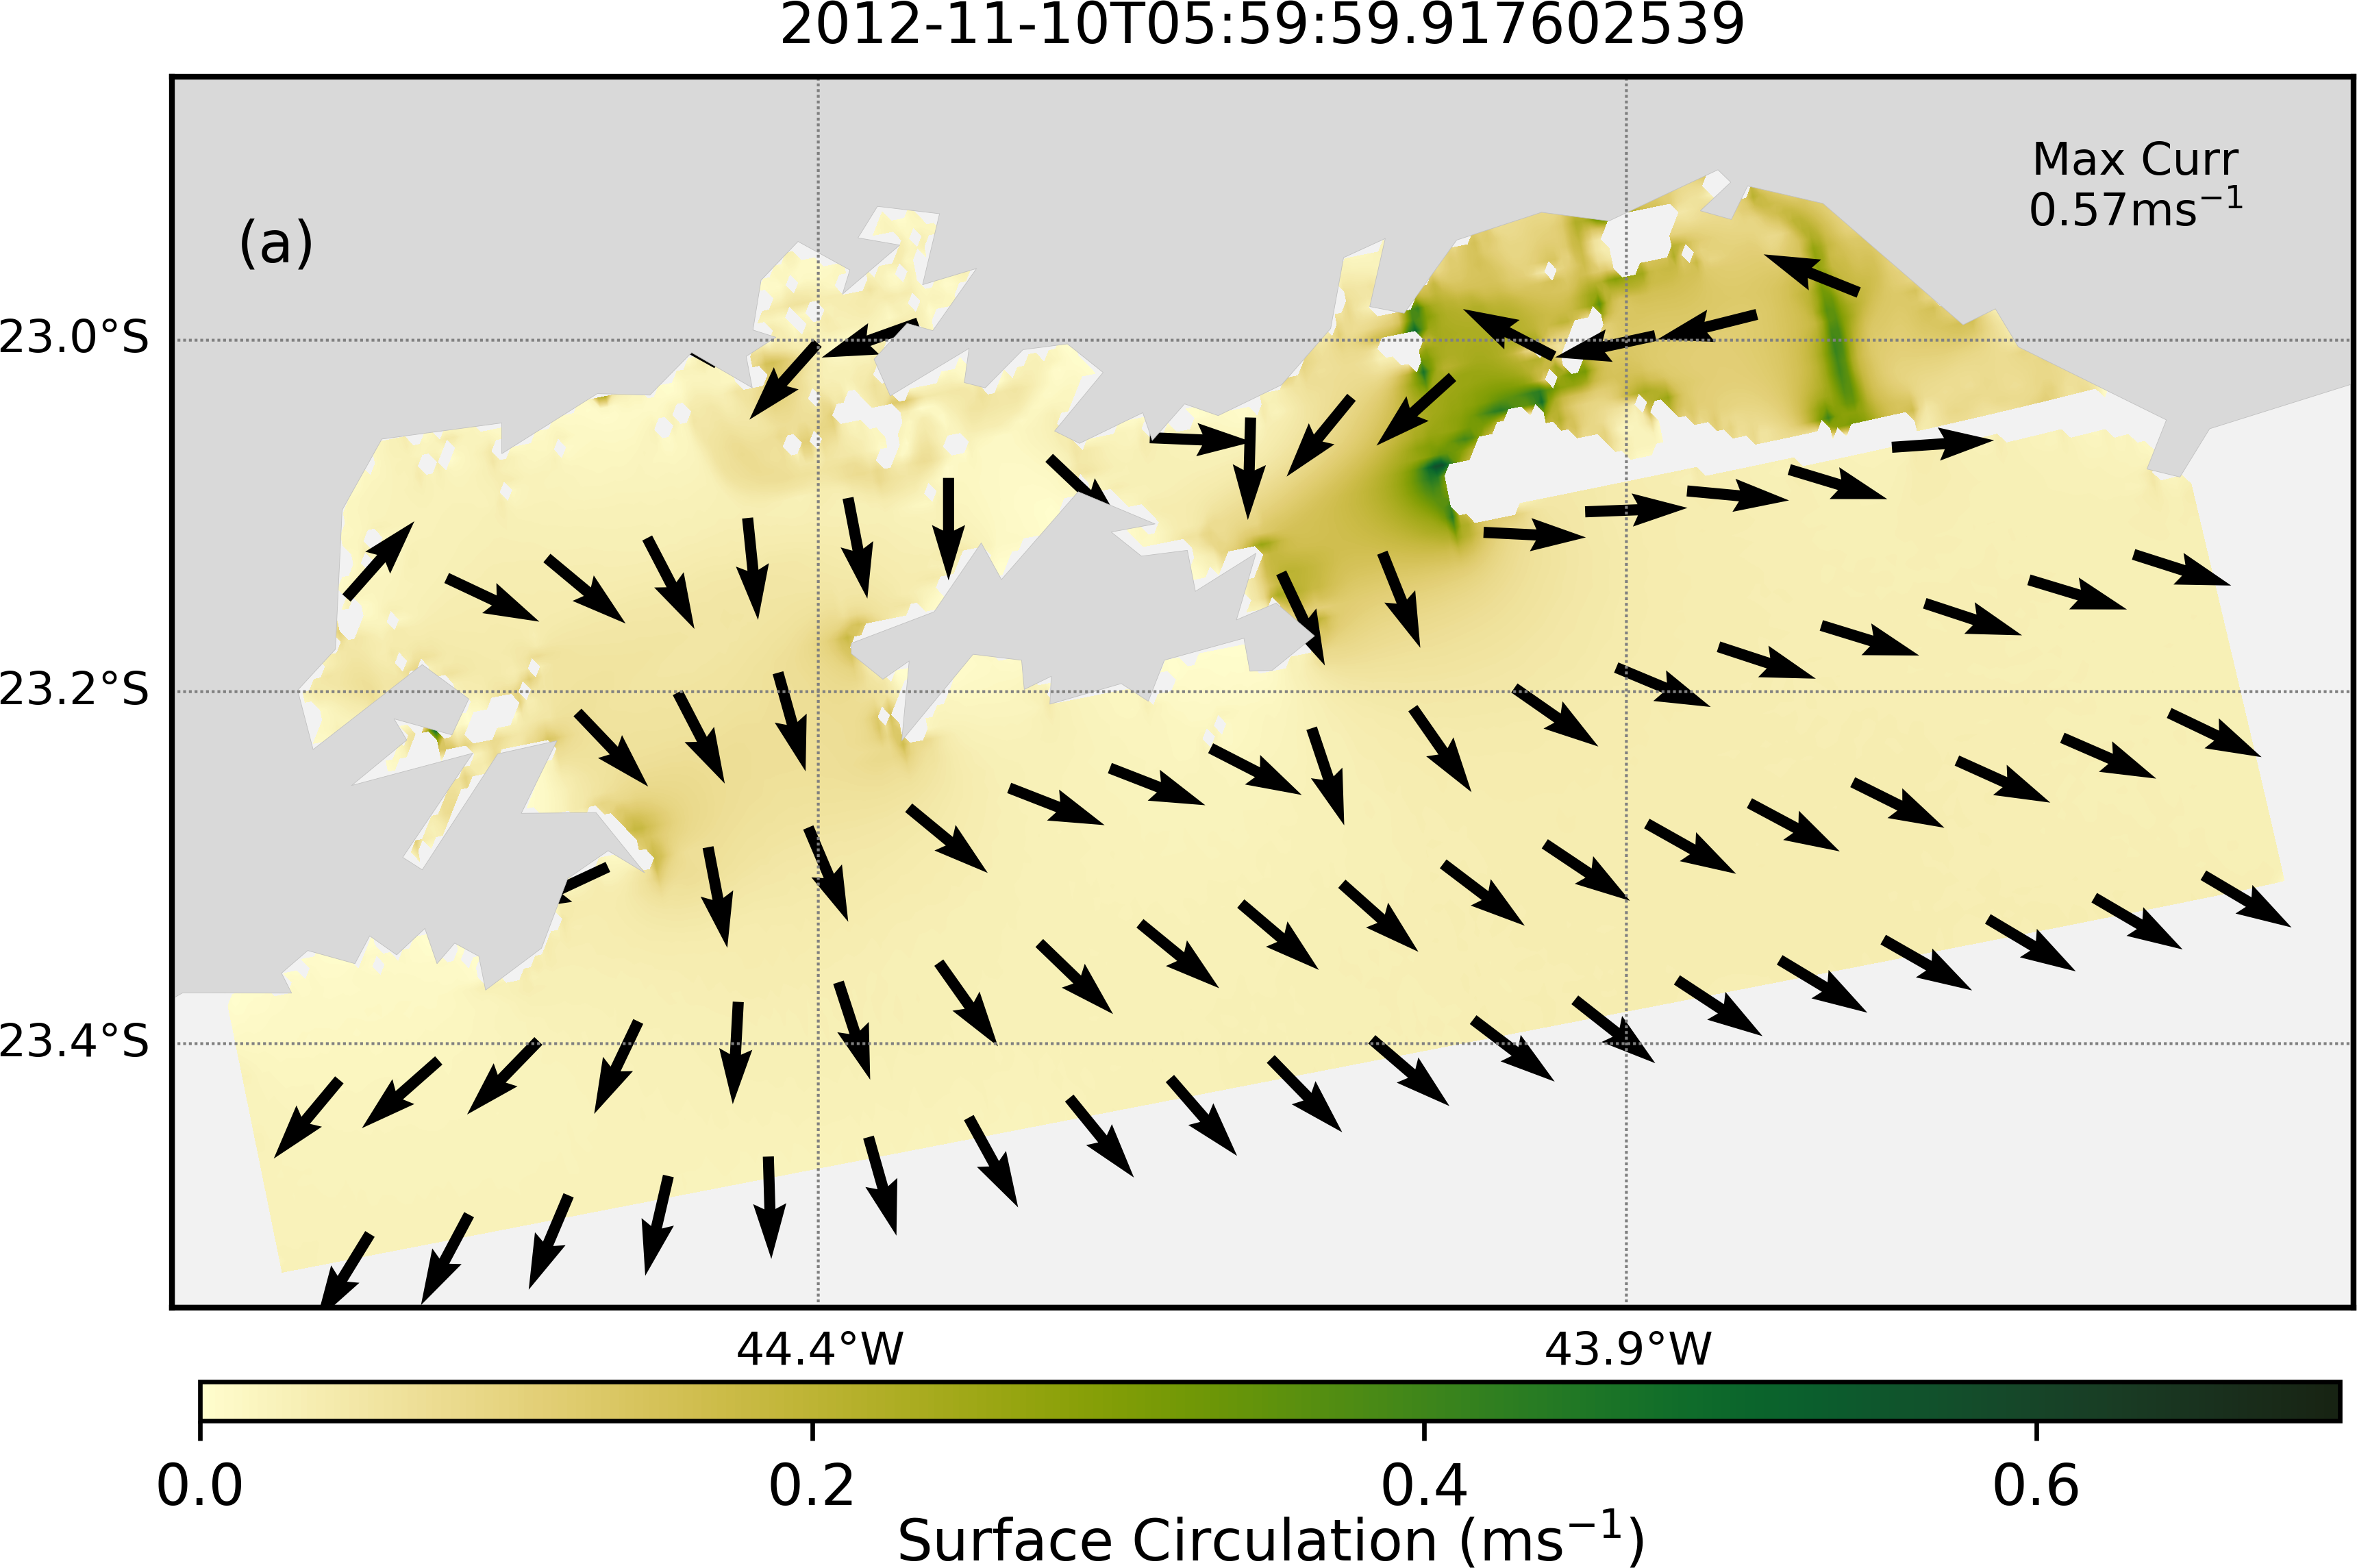 2012-11-10T05:59:59.917602539
Max Curr
0.57ms⁻¹
(a)
23.0°S
23.2°S
23.4°S
44.4°W 43.9°W
0.0 0.2 0.4 0.6
Surface Circulation (ms⁻¹)